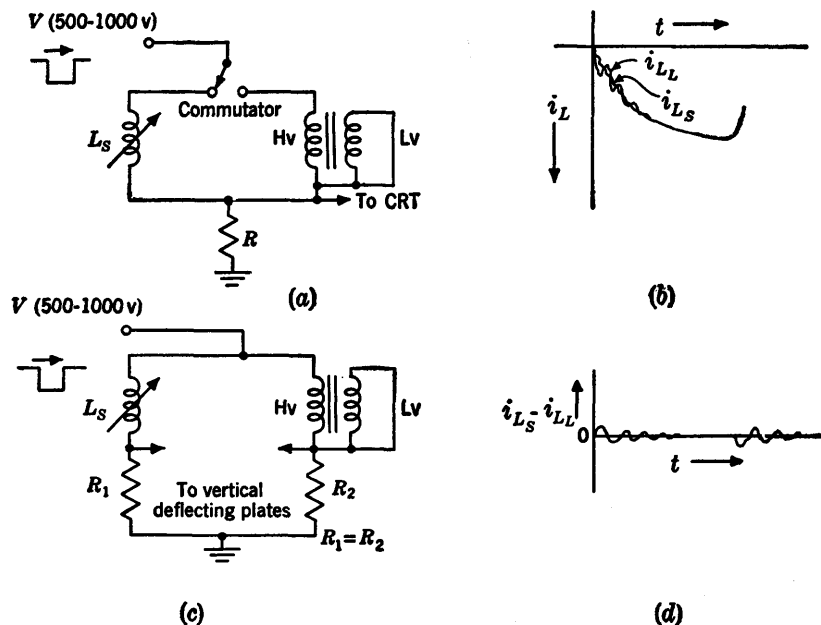 V (500-1000 v)
Commutator
L_S
Hv
Lv
To CRT
R
(a)
t
i_{L_L}
i_{L_S}
i_L
(b)
V (500-1000 v)
L_S
Hv
Lv
R_1
To vertical
deflecting plates
R_2
R_1 = R_2
(c)
i_{L_S} - i_{L_L}
0
t
(d)